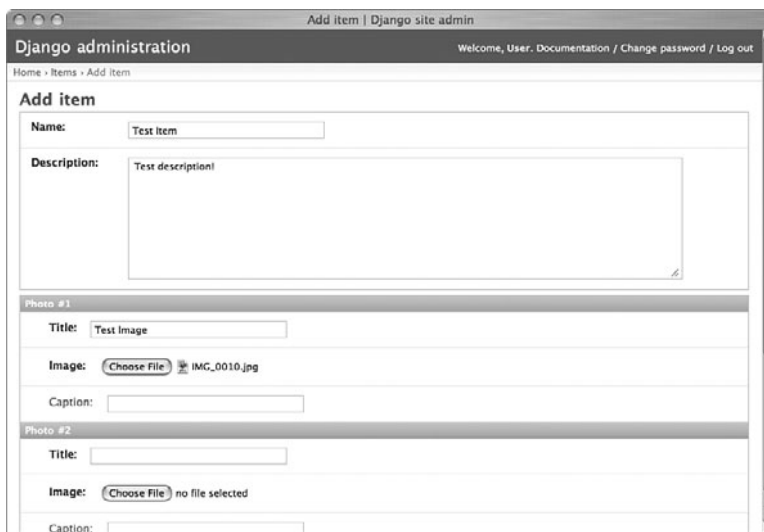 Add item | Django site admin
Django administration
Welcome, User. Documentation / Change password / Log out
Home › Items › Add item
Add item
Name: Test Item
Description: Test description!
Photo #1
Title: Test Image
Image: Choose File IMG_0010.jpg
Caption:
Photo #2
Title:
Image: Choose File no file selected
Caption: